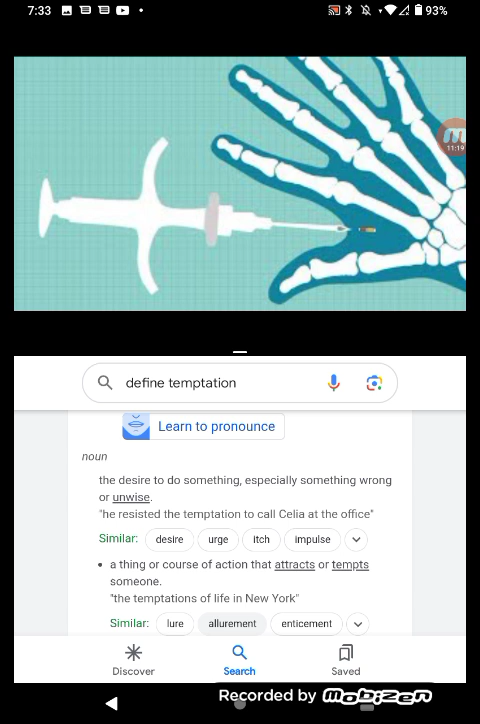 7:33
93%
11:19
define temptation
Learn to pronounce
noun
the desire to do something, especially something wrong
or unwise.
"he resisted the temptation to call Celia at the office"
Similar: desire urge itch impulse
• a thing or course of action that attracts or tempts
someone.
"the temptations of life in New York"
Similar: lure allurement enticement
Discover Search Saved
Recorded by Mobizen